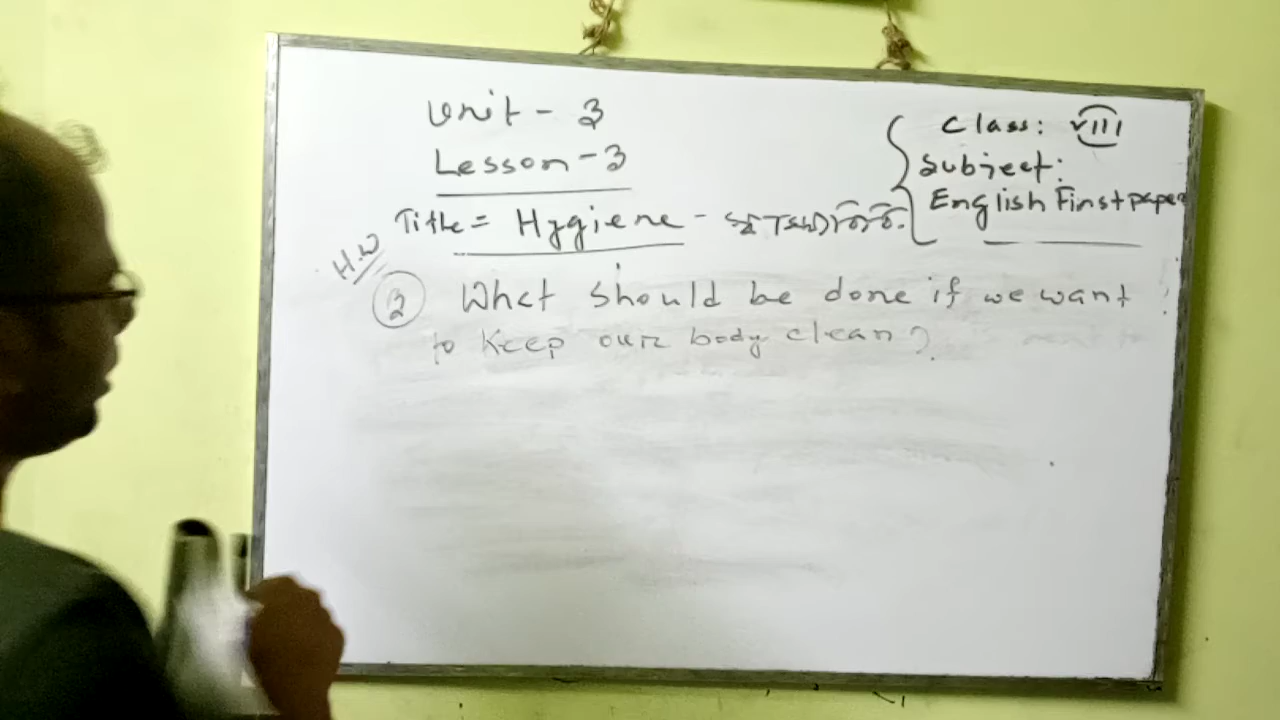 Unit - 3
Lesson - 3
Title = Hygiene - স্বাস্থ্যবিধি.
Class: VIII
Subject:
English First paper
H.W
3 What should be done if we want
to keep our body clean?